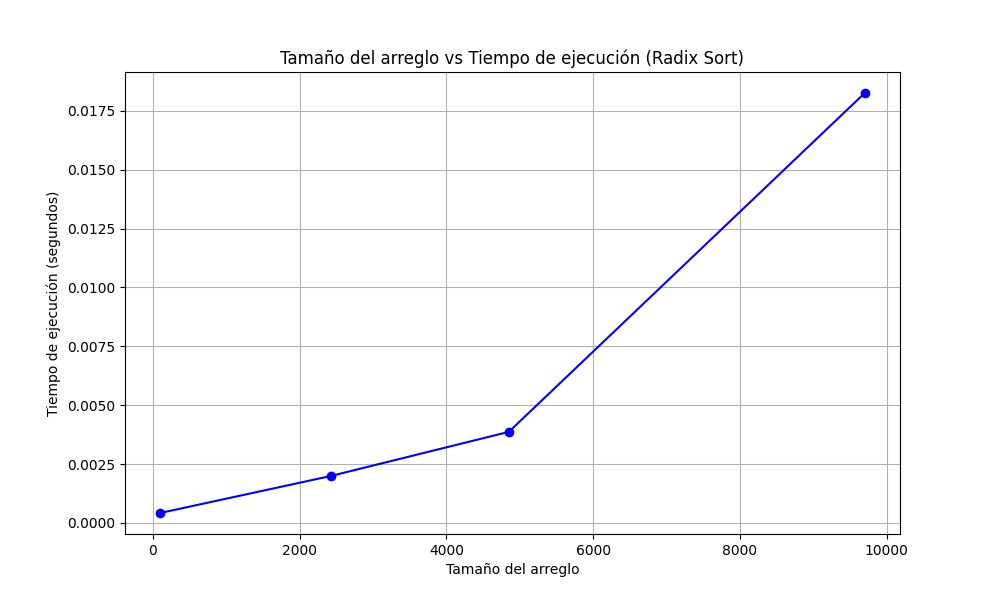 Tamaño del arreglo vs Tiempo de ejecución (Radix Sort)
Tiempo de ejecución (segundos)
0.0175
0.0150
0.0125
0.0100
0.0075
0.0050
0.0025
0.0000
0 2000 4000 6000 8000 10000
Tamaño del arreglo